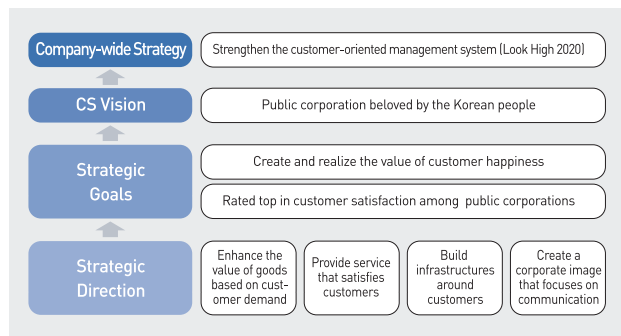 Company-wide Strategy
Strengthen the customer-oriented management system (Look High 2020)
CS Vision
Public corporation beloved by the Korean people
Strategic
Goals
Create and realize the value of customer happiness
Rated top in customer satisfaction among public corporations
Strategic
Direction
Enhance the
value of goods
based on cust-
omer demand
Provide service
that satisfies
customers
Build
infrastructures
around
customers
Create a
corporate image
that focuses on
communication